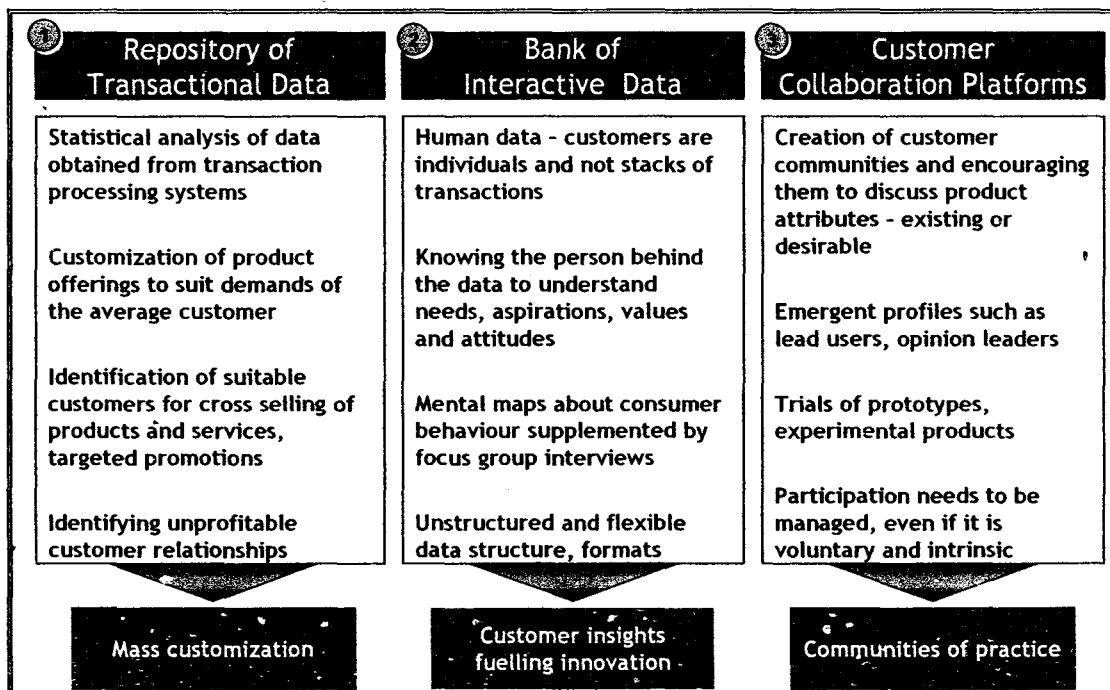 1
Repository of
Transactional Data
Statistical analysis of data
obtained from transaction
processing systems
Customization of product
offerings to suit demands of
the average customer
Identification of suitable
customers for cross selling of
products and services,
targeted promotions
Identifying unprofitable
customer relationships
Mass customization
2
Bank of
Interactive Data
Human data - customers are
individuals and not stacks of
transactions
Knowing the person behind
the data to understand
needs, aspirations, values
and attitudes
Mental maps about consumer
behaviour supplemented by
focus group interviews
Unstructured and flexible
data structure, formats
Customer insights
fuelling innovation
3
Customer
Collaboration Platforms
Creation of customer
communities and encouraging
them to discuss product
attributes - existing or
desirable
Emergent profiles such as
lead users, opinion leaders
Trials of prototypes,
experimental products
Participation needs to be
managed, even if it is
voluntary and intrinsic
Communities of practice